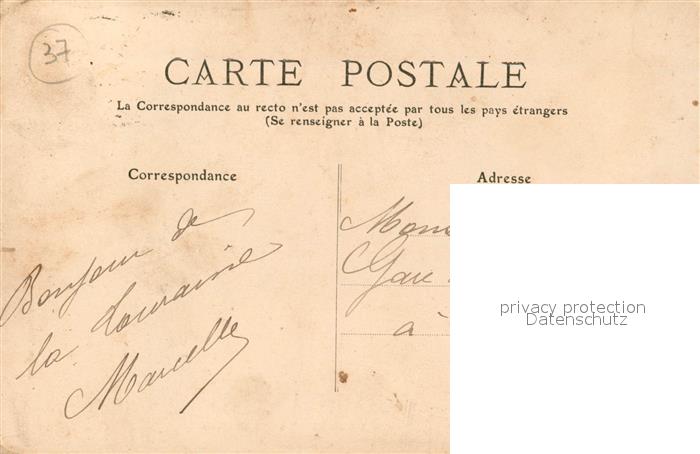 37
CARTE POSTALE
La Correspondance au recto n'est pas acceptée par tous les pays étrangers
(Se renseigner à la Poste)
Correspondance
Adresse
Bonjour de
la Touraine
Marcelle
Gare
à
privacy protection
Datenschutz